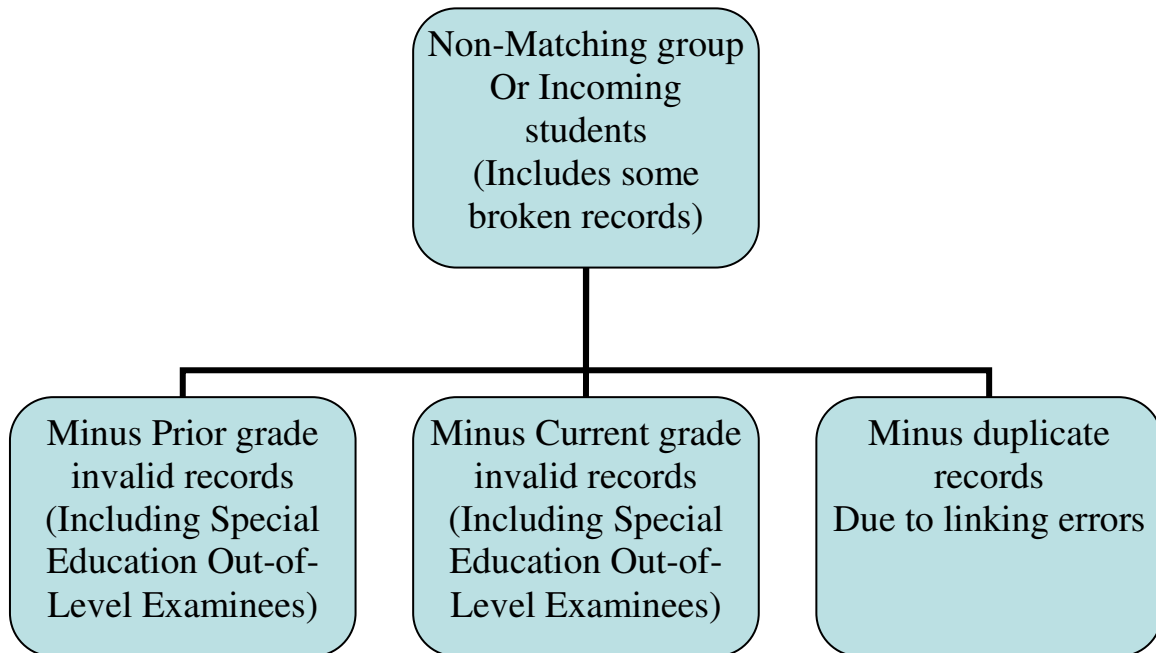 Non-Matching group
Or Incoming
students
(Includes some
broken records)
Minus Prior grade
invalid records
(Including Special
Education Out-of-
Level Examinees)
Minus Current grade
invalid records
(Including Special
Education Out-of-
Level Examinees)
Minus duplicate
records
Due to linking errors